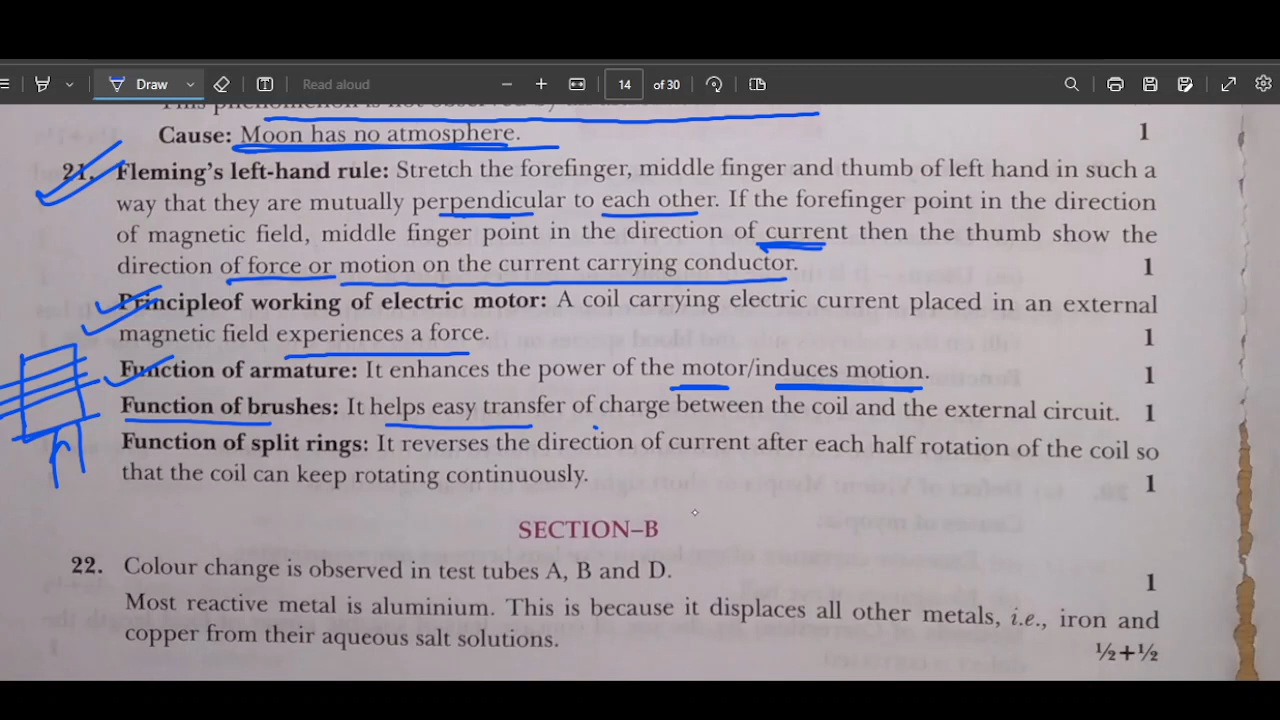 Draw
Read aloud
14
of 30
This phenomenon is not observed by
Cause: Moon has no atmosphere.
1
21. Fleming's left-hand rule: Stretch the forefinger, middle finger and thumb of left hand in such a
way that they are mutually perpendicular to each other. If the forefinger point in the direction
of magnetic field, middle finger point in the direction of current then the thumb show the
direction of force or motion on the current carrying conductor. 1
Principleof working of electric motor: A coil carrying electric current placed in an external
magnetic field experiences a force. 1
Function of armature: It enhances the power of the motor/induces motion. 1
Function of brushes: It helps easy transfer of charge between the coil and the external circuit. 1
Function of split rings: It reverses the direction of current after each half rotation of the coil so
that the coil can keep rotating continuously. 1
SECTION–B
22. Colour change is observed in test tubes A, B and D. 1
Most reactive metal is aluminium. This is because it displaces all other metals, i.e., iron and
copper from their aqueous salt solutions. ½+½